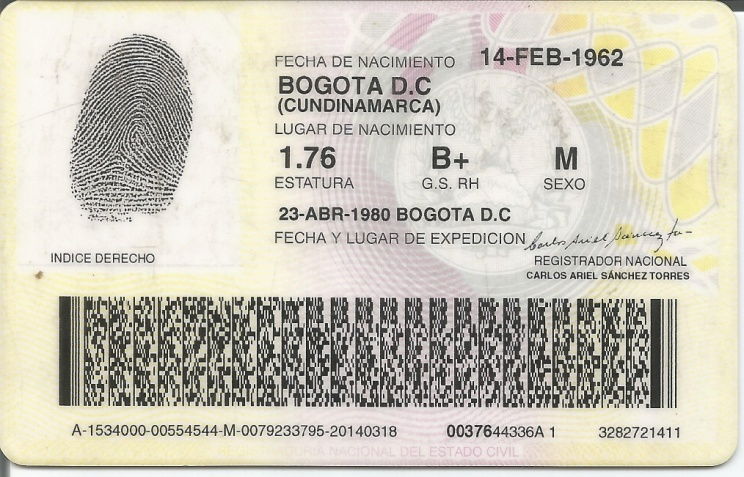 FECHA DE NACIMIENTO 14-FEB-1962
BOGOTA D.C
(CUNDINAMARCA)
LUGAR DE NACIMIENTO
1.76 B+ M
ESTATURA G.S. RH SEXO
23-ABR-1980 BOGOTA D.C
FECHA Y LUGAR DE EXPEDICION
INDICE DERECHO
REGISTRADOR NACIONAL
CARLOS ARIEL SÁNCHEZ TORRES
A-1534000-00554544-M-0079233795-20140318 0037644336A 1 3282721411
NACIONAL DEL ESTADO CIVIL